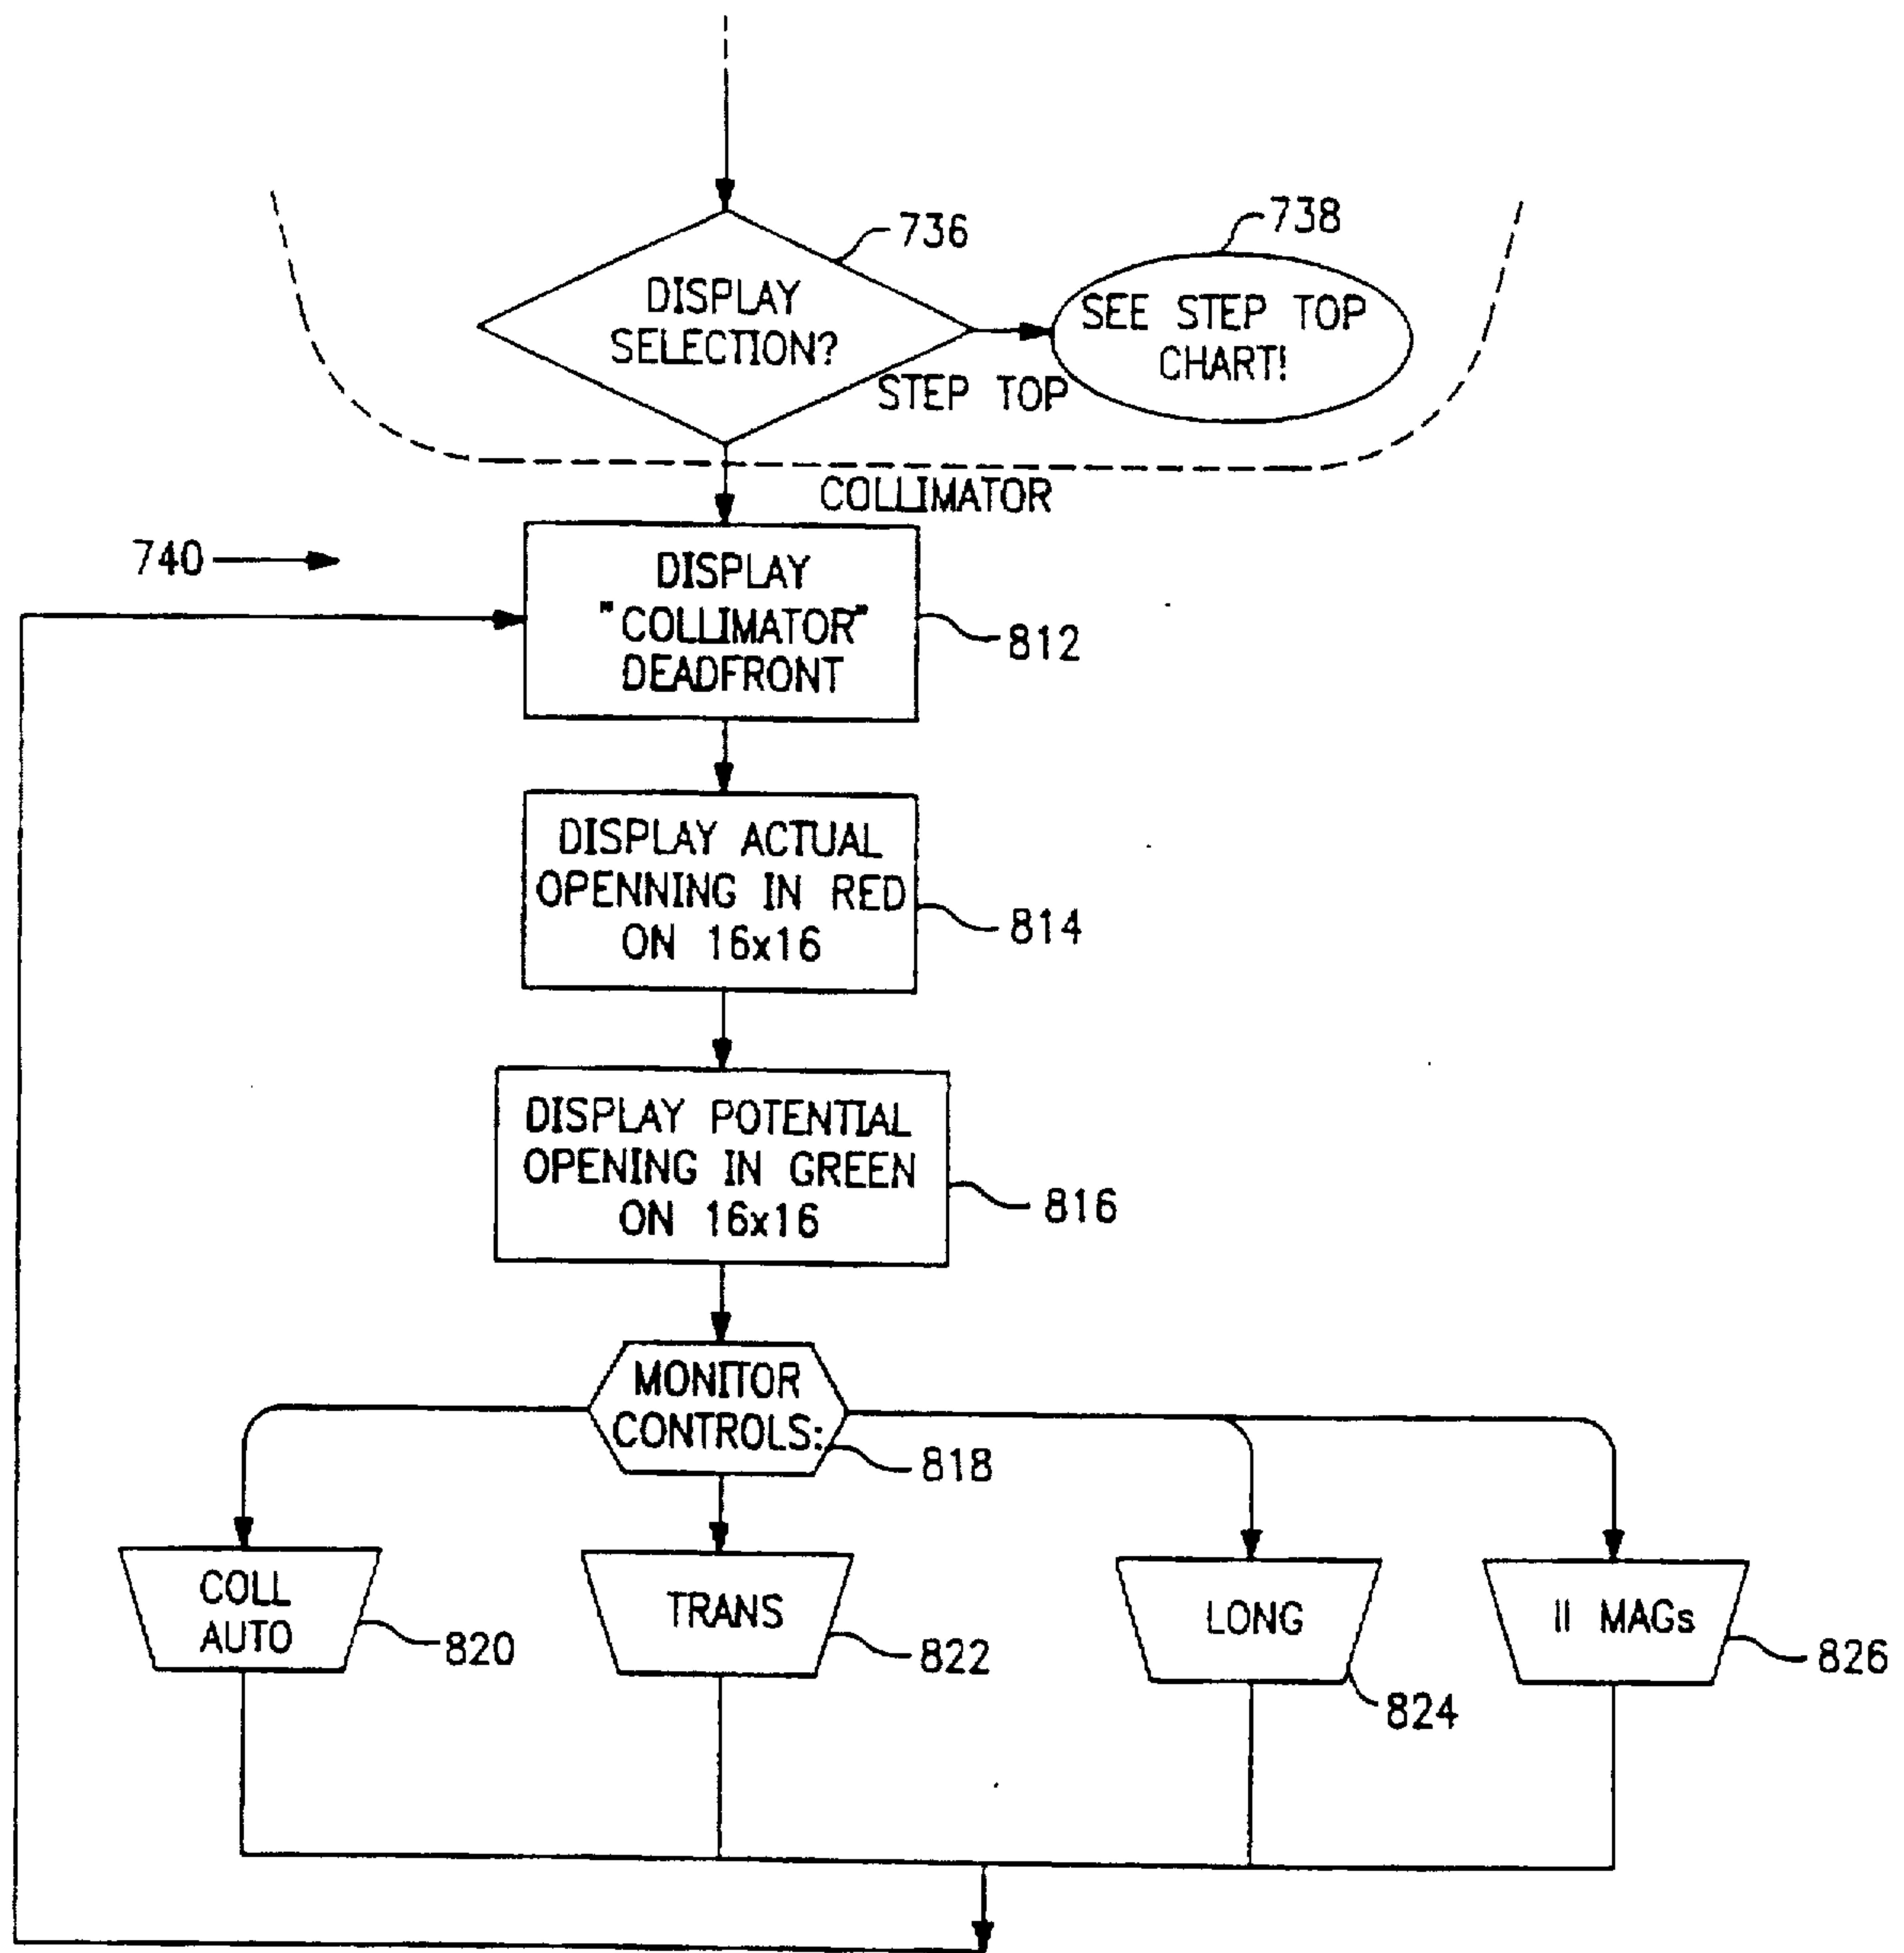 736
738
DISPLAY
SELECTION?
SEE STEP TOP
CHART!
STEP TOP
COLLIMATOR
740
DISPLAY
"COLLIMATOR"
DEADFRONT
812
DISPLAY ACTUAL
OPENNING IN RED
ON 16x16
814
DISPLAY POTENTIAL
OPENING IN GREEN
ON 16x16
816
MONITOR
CONTROLS:
818
COLL
AUTO
820
TRANS
822
LONG
824
II MAGs
826